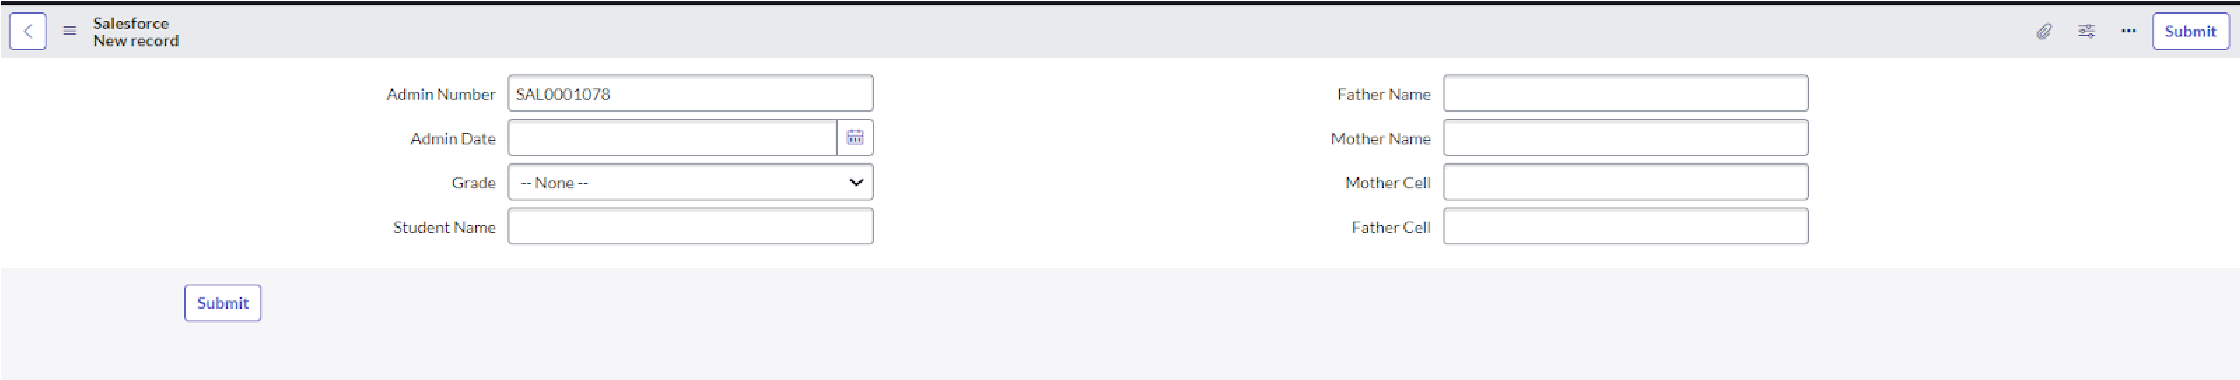 Salesforce
New record
Submit
Admin Number SAL0001078
Admin Date
Grade -- None --
Student Name
Father Name
Mother Name
Mother Cell
Father Cell
Submit